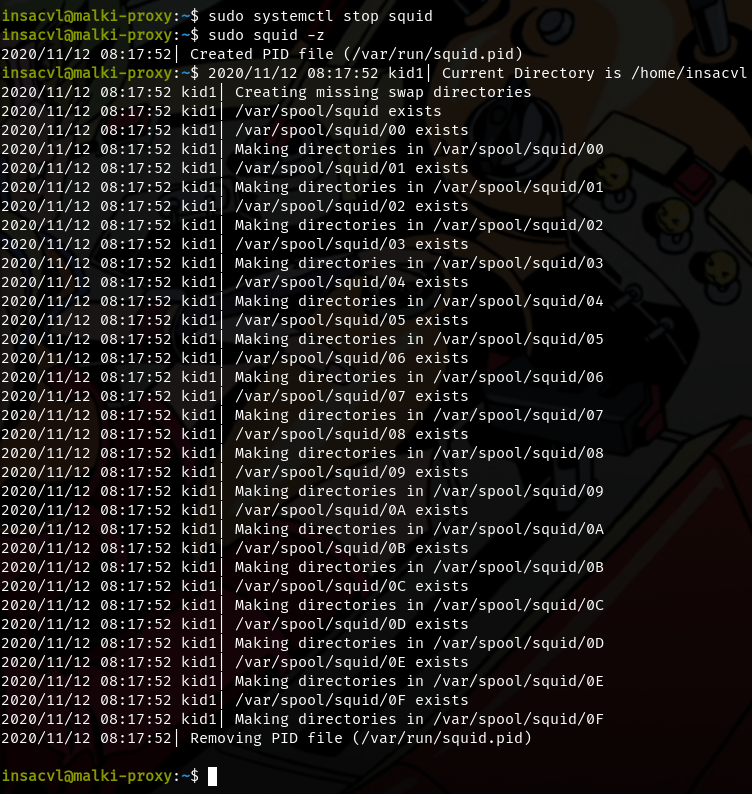 insacvl@malki-proxy:~$ sudo systemctl stop squid
insacvl@malki-proxy:~$ sudo squid -z
2020/11/12 08:17:52| Created PID file (/var/run/squid.pid)
insacvl@malki-proxy:~$ 2020/11/12 08:17:52 kid1| Current Directory is /home/insacvl
2020/11/12 08:17:52 kid1| Creating missing swap directories
2020/11/12 08:17:52 kid1| /var/spool/squid exists
2020/11/12 08:17:52 kid1| /var/spool/squid/00 exists
2020/11/12 08:17:52 kid1| Making directories in /var/spool/squid/00
2020/11/12 08:17:52 kid1| /var/spool/squid/01 exists
2020/11/12 08:17:52 kid1| Making directories in /var/spool/squid/01
2020/11/12 08:17:52 kid1| /var/spool/squid/02 exists
2020/11/12 08:17:52 kid1| Making directories in /var/spool/squid/02
2020/11/12 08:17:52 kid1| /var/spool/squid/03 exists
2020/11/12 08:17:52 kid1| Making directories in /var/spool/squid/03
2020/11/12 08:17:52 kid1| /var/spool/squid/04 exists
2020/11/12 08:17:52 kid1| Making directories in /var/spool/squid/04
2020/11/12 08:17:52 kid1| /var/spool/squid/05 exists
2020/11/12 08:17:52 kid1| Making directories in /var/spool/squid/05
2020/11/12 08:17:52 kid1| /var/spool/squid/06 exists
2020/11/12 08:17:52 kid1| Making directories in /var/spool/squid/06
2020/11/12 08:17:52 kid1| /var/spool/squid/07 exists
2020/11/12 08:17:52 kid1| Making directories in /var/spool/squid/07
2020/11/12 08:17:52 kid1| /var/spool/squid/08 exists
2020/11/12 08:17:52 kid1| Making directories in /var/spool/squid/08
2020/11/12 08:17:52 kid1| /var/spool/squid/09 exists
2020/11/12 08:17:52 kid1| Making directories in /var/spool/squid/09
2020/11/12 08:17:52 kid1| /var/spool/squid/0A exists
2020/11/12 08:17:52 kid1| Making directories in /var/spool/squid/0A
2020/11/12 08:17:52 kid1| /var/spool/squid/0B exists
2020/11/12 08:17:52 kid1| Making directories in /var/spool/squid/0B
2020/11/12 08:17:52 kid1| /var/spool/squid/0C exists
2020/11/12 08:17:52 kid1| Making directories in /var/spool/squid/0C
2020/11/12 08:17:52 kid1| /var/spool/squid/0D exists
2020/11/12 08:17:52 kid1| Making directories in /var/spool/squid/0D
2020/11/12 08:17:52 kid1| /var/spool/squid/0E exists
2020/11/12 08:17:52 kid1| Making directories in /var/spool/squid/0E
2020/11/12 08:17:52 kid1| /var/spool/squid/0F exists
2020/11/12 08:17:52 kid1| Making directories in /var/spool/squid/0F
2020/11/12 08:17:52| Removing PID file (/var/run/squid.pid)
insacvl@malki-proxy:~$